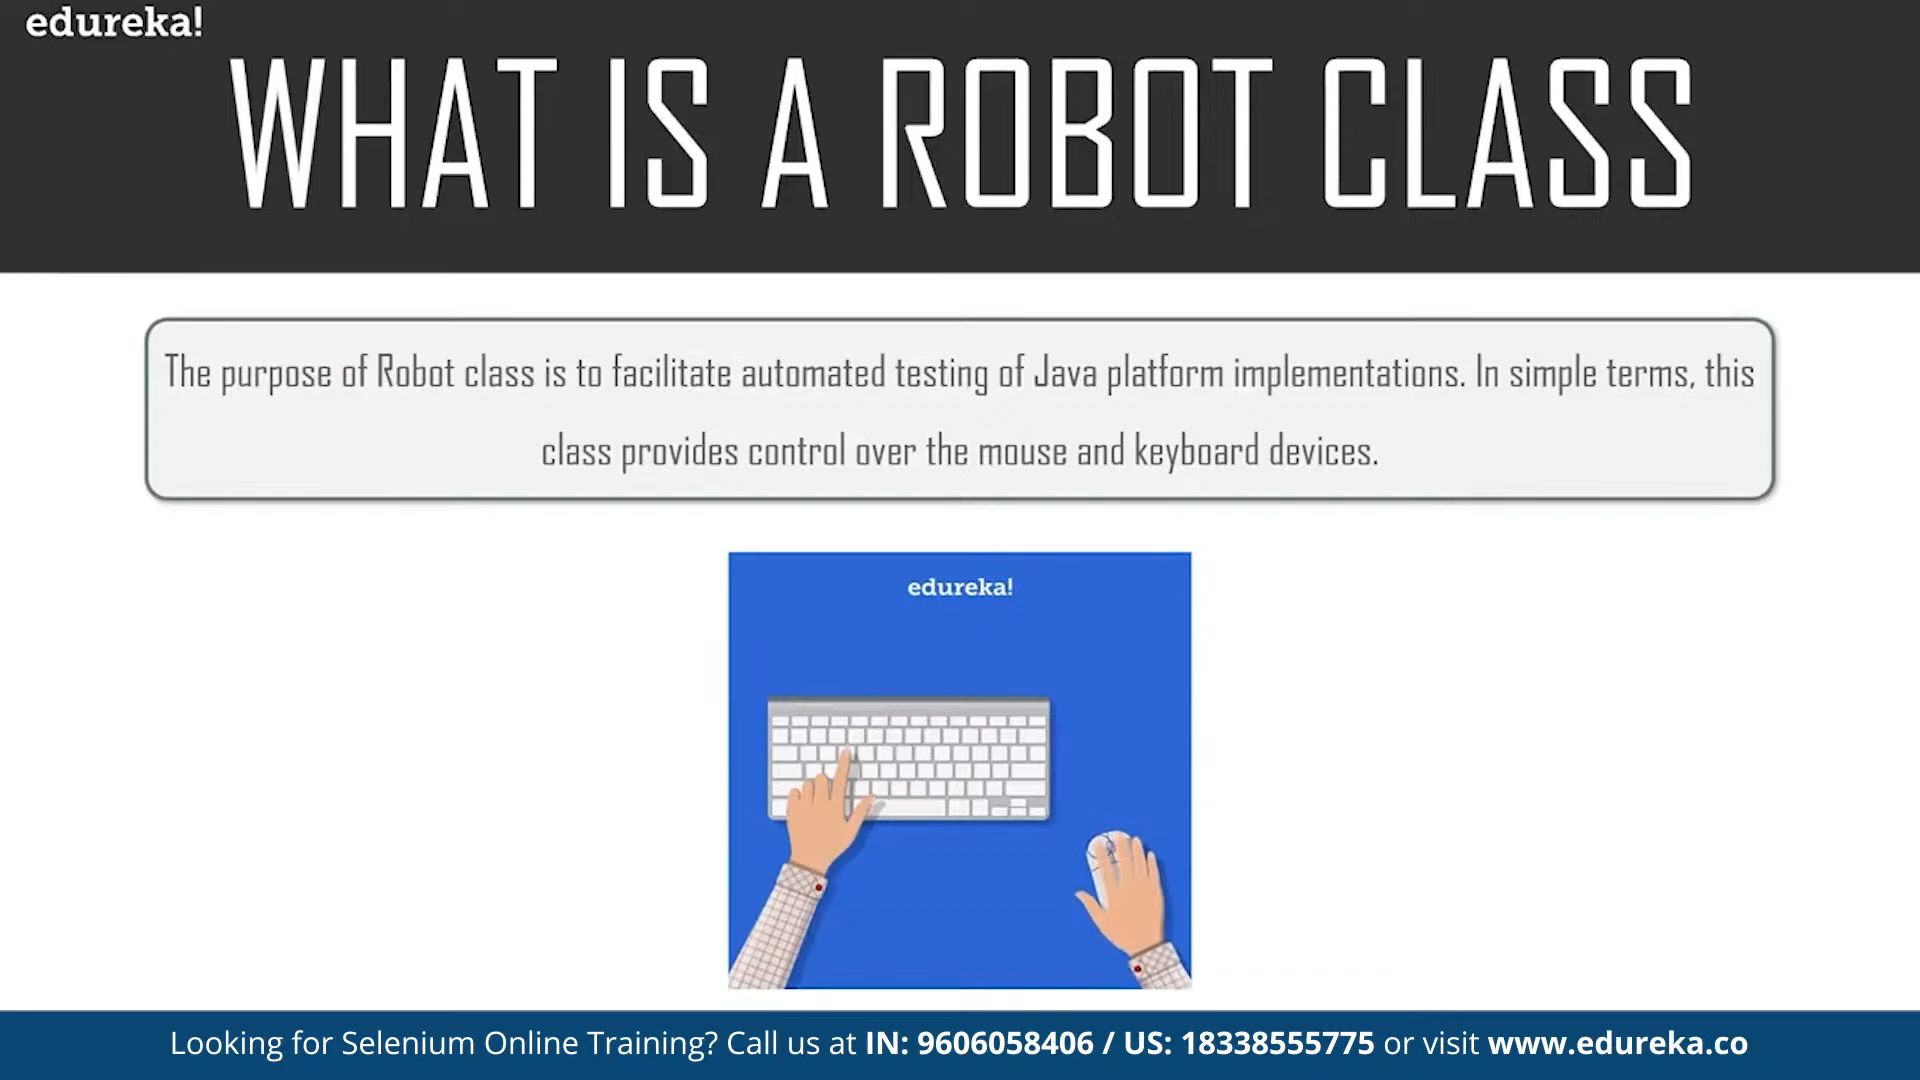 edureka!
WHAT IS A ROBOT CLASS
The purpose of Robot class is to facilitate automated testing of Java platform implementations. In simple terms, this
class provides control over the mouse and keyboard devices.
edureka!
Looking for Selenium Online Training? Call us at IN: 9606058406 / US: 18338555775 or visit www.edureka.co